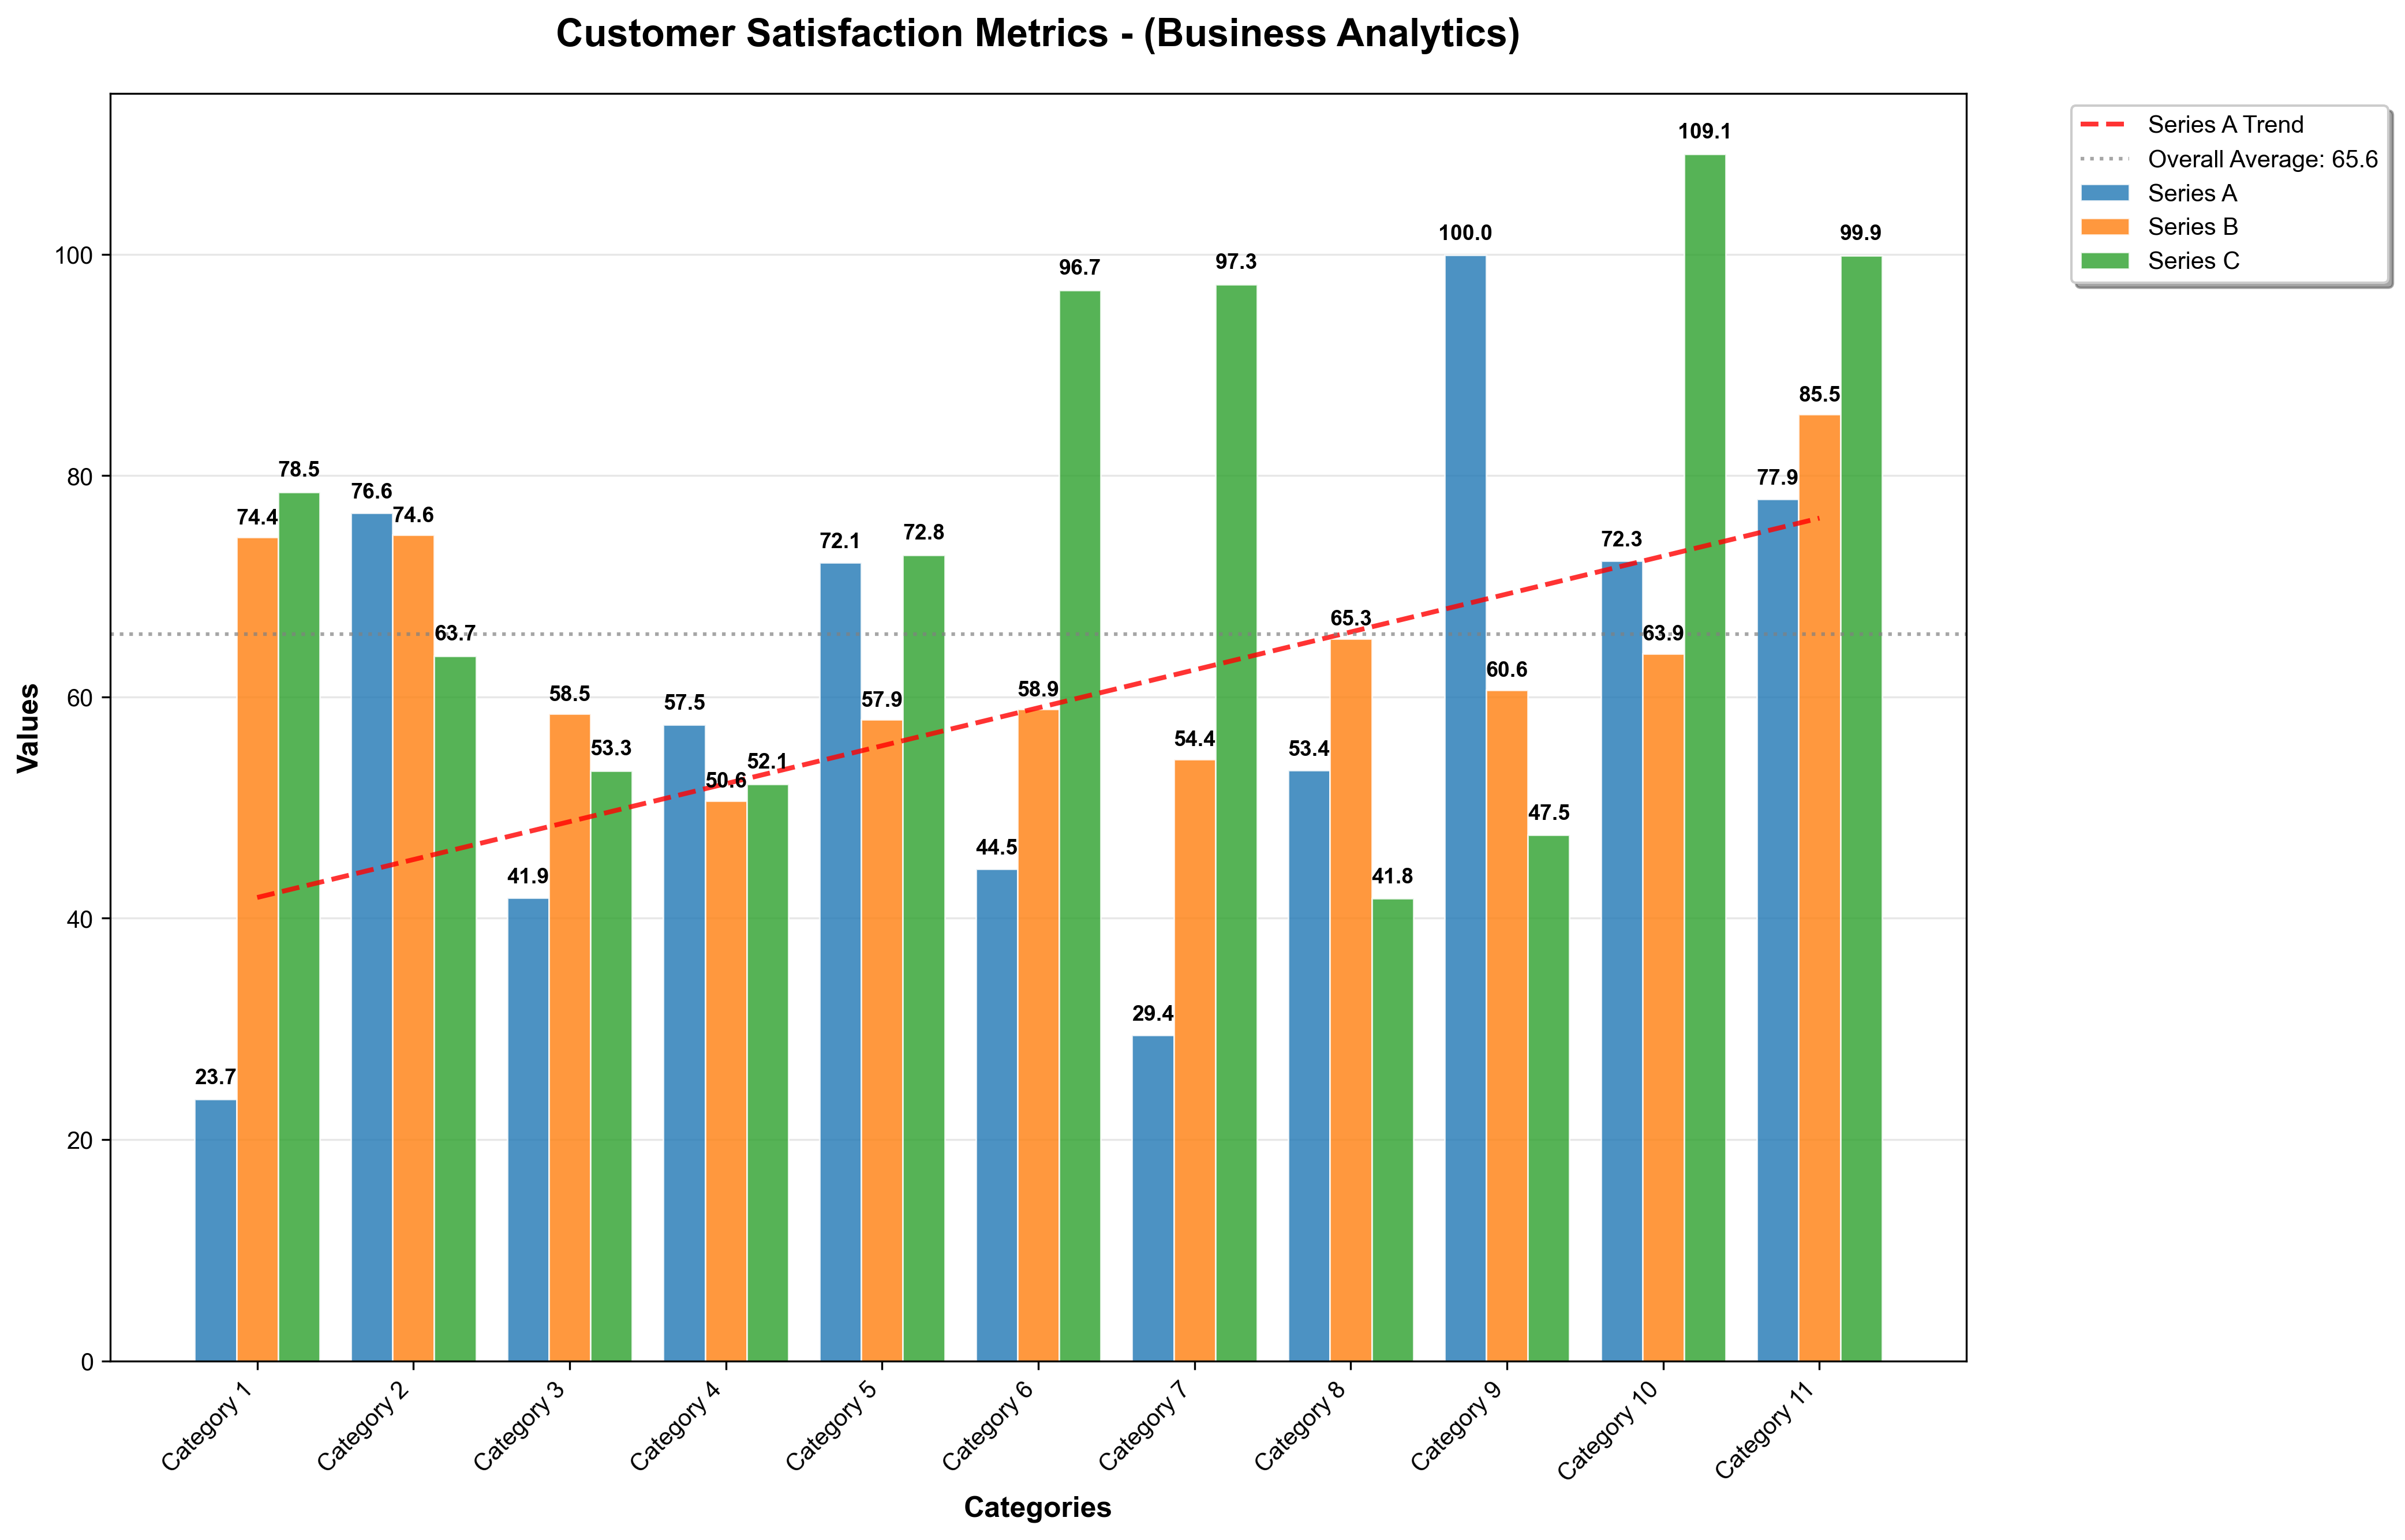 Customer Satisfaction Metrics - (Business Analytics)
Series A Trend
Overall Average: 65.6
Series A
Series B
Series C
Values
100
80
60
40
20
0
23.7
74.4
78.5
76.6
74.6
63.7
41.9
58.5
53.3
57.5
50.6
52.1
72.1
57.9
72.8
44.5
58.9
96.7
29.4
54.4
97.3
53.4
65.3
41.8
100.0
60.6
47.5
72.3
63.9
109.1
77.9
85.5
99.9
Category 1
Category 2
Category 3
Category 4
Category 5
Category 6
Category 7
Category 8
Category 9
Category 10
Category 11
Categories